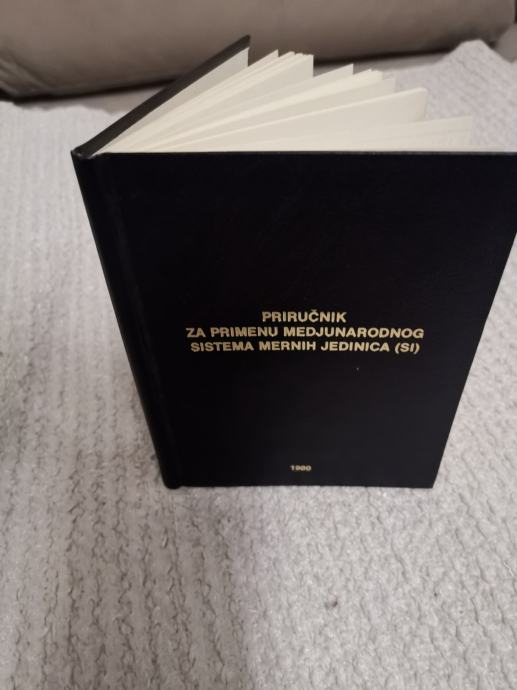 PRIRUČNIK
ZA PRIMENU MEDJUNARODNOG
SISTEMA MERNIH JEDINICA (SI)
1980